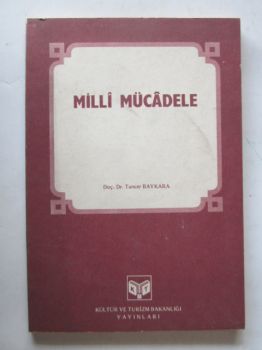 MİLLÎ MÜCÂDELE
Doç. Dr. Tuncer BAYKARA
KÜLTÜR VE TURİZM BAKANLIĞI
YAYINLARI